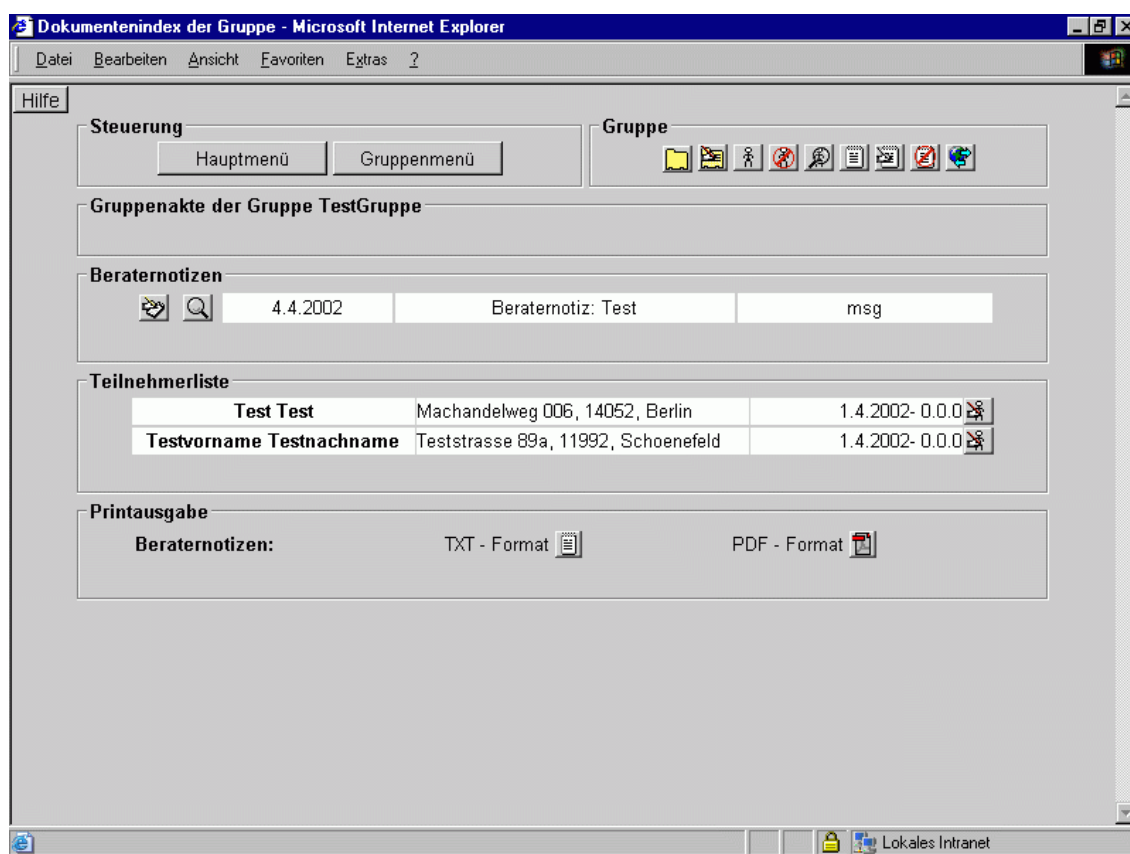 Dokumentenindex der Gruppe - Microsoft Internet Explorer
Datei Bearbeiten Ansicht Favoriten Extras ?
Hilfe
Steuerung
Hauptmenü Gruppenmenü
Gruppe
Gruppenakte der Gruppe TestGruppe
Beraternotizen
4.4.2002 Beraternotiz: Test msg
Teilnehmerliste
Test Test Machandelweg 006, 14052, Berlin 1.4.2002- 0.0.0
Testvorname Testnachname Teststrasse 89a, 11992, Schoenefeld 1.4.2002- 0.0.0
Printausgabe
Beraternotizen: TXT - Format PDF - Format
Lokales Intranet